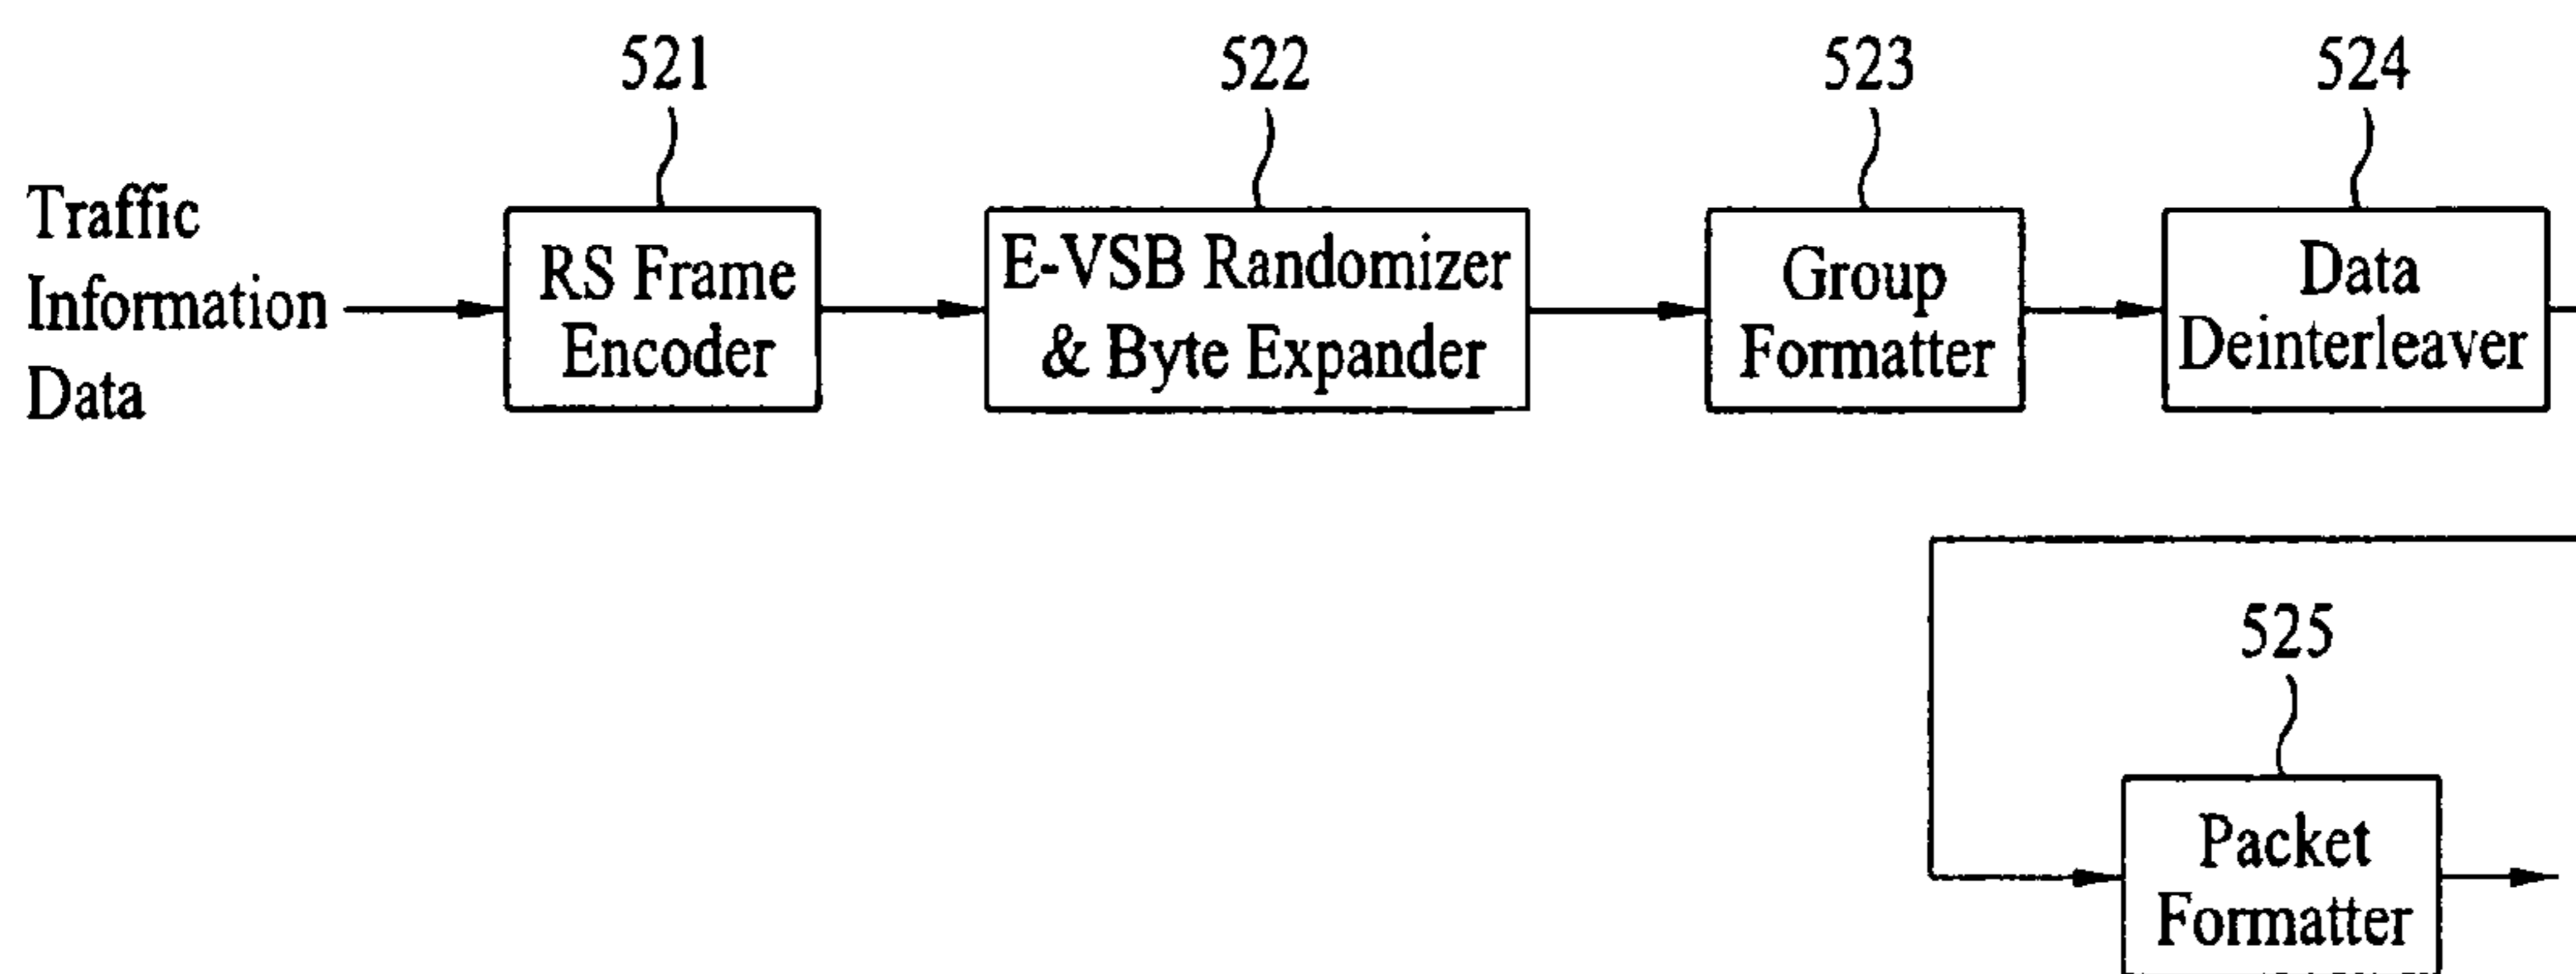 521
522
523
524
Traffic
Information
Data
RS Frame
Encoder
E-VSB Randomizer
& Byte Expander
Group
Formatter
Data
Deinterleaver
525
Packet
Formatter